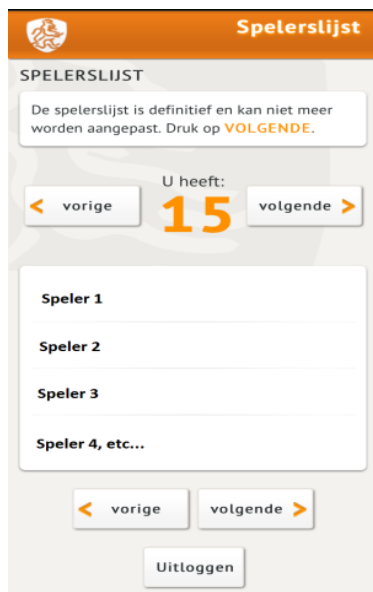 Spelerslijst
SPELERSLIJST
De spelerslijst is definitief en kan niet meer
worden aangepast. Druk op VOLGENDE.
U heeft:
< vorige
15
volgende >
Speler 1
Speler 2
Speler 3
Speler 4, etc...
< vorige
volgende >
Uitloggen